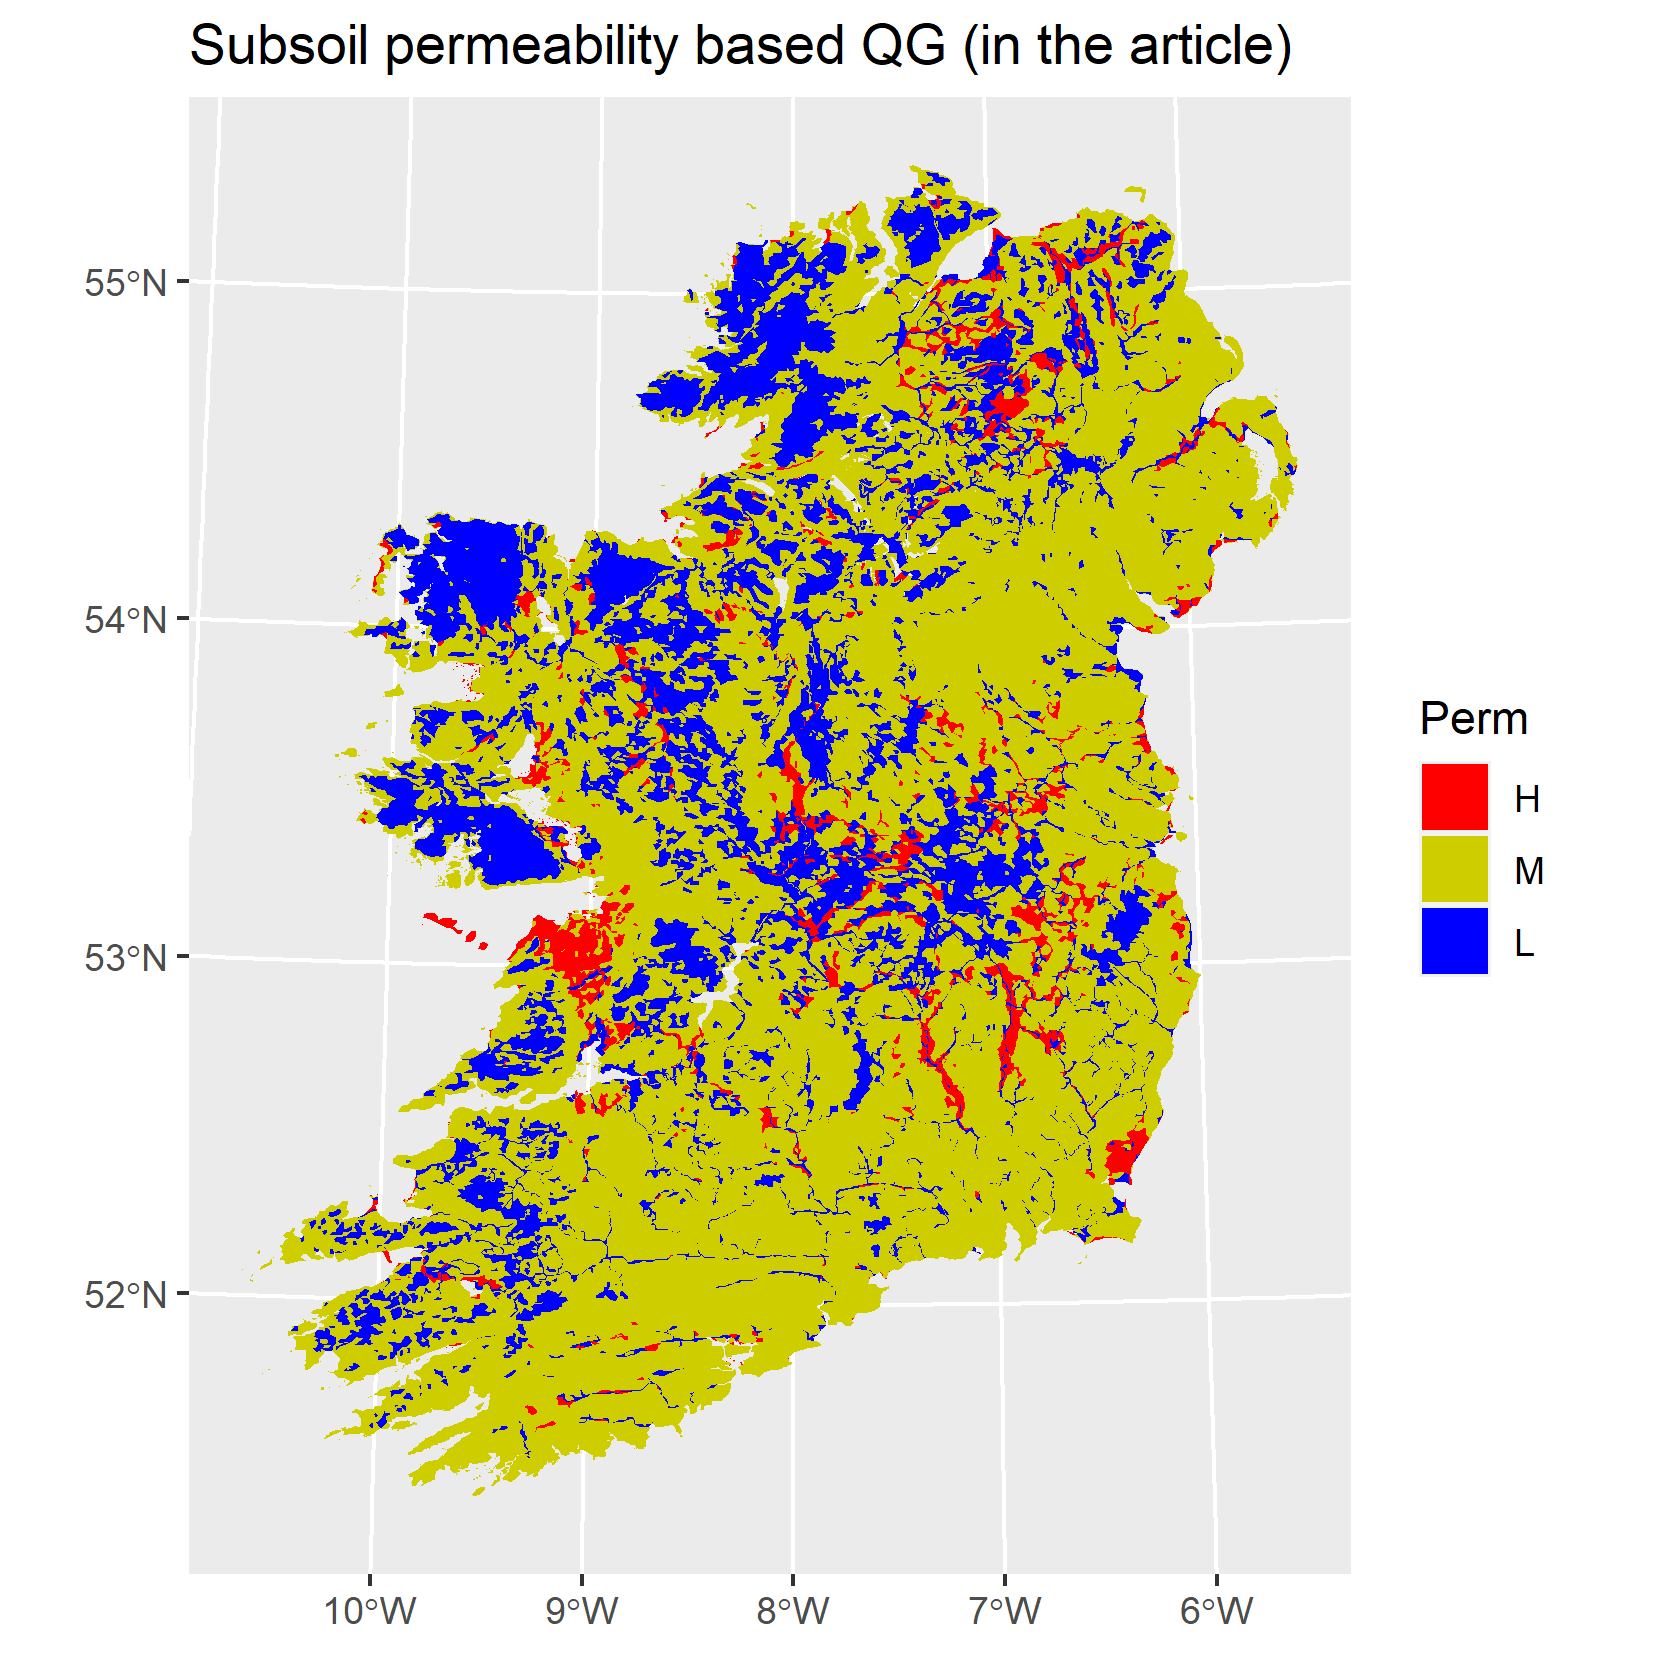 Subsoil permeability based QG (in the article)
55°N
54°N
53°N
52°N
10°W 9°W 8°W 7°W 6°W
Perm
H
M
L